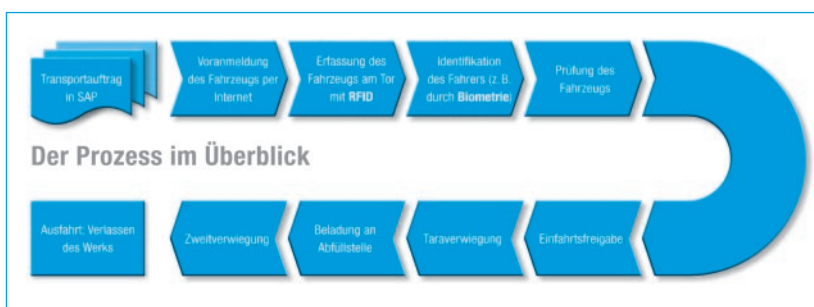 Transportauftrag
in SAP
Voranmeldung
des Fahrzeugs per
Internet
Erfassung des
Fahrzeugs am Tor
mit RFID
Identifikation
des Fahrers (z. B.
durch Biometrie)
Prüfung des
Fahrzeugs
Der Prozess im Überblick
Einfahrtsfreigabe
Taraverwiegung
Beladung an
Abfüllstelle
Zweitverwiegung
Ausfahrt: Verlassen
des Werks